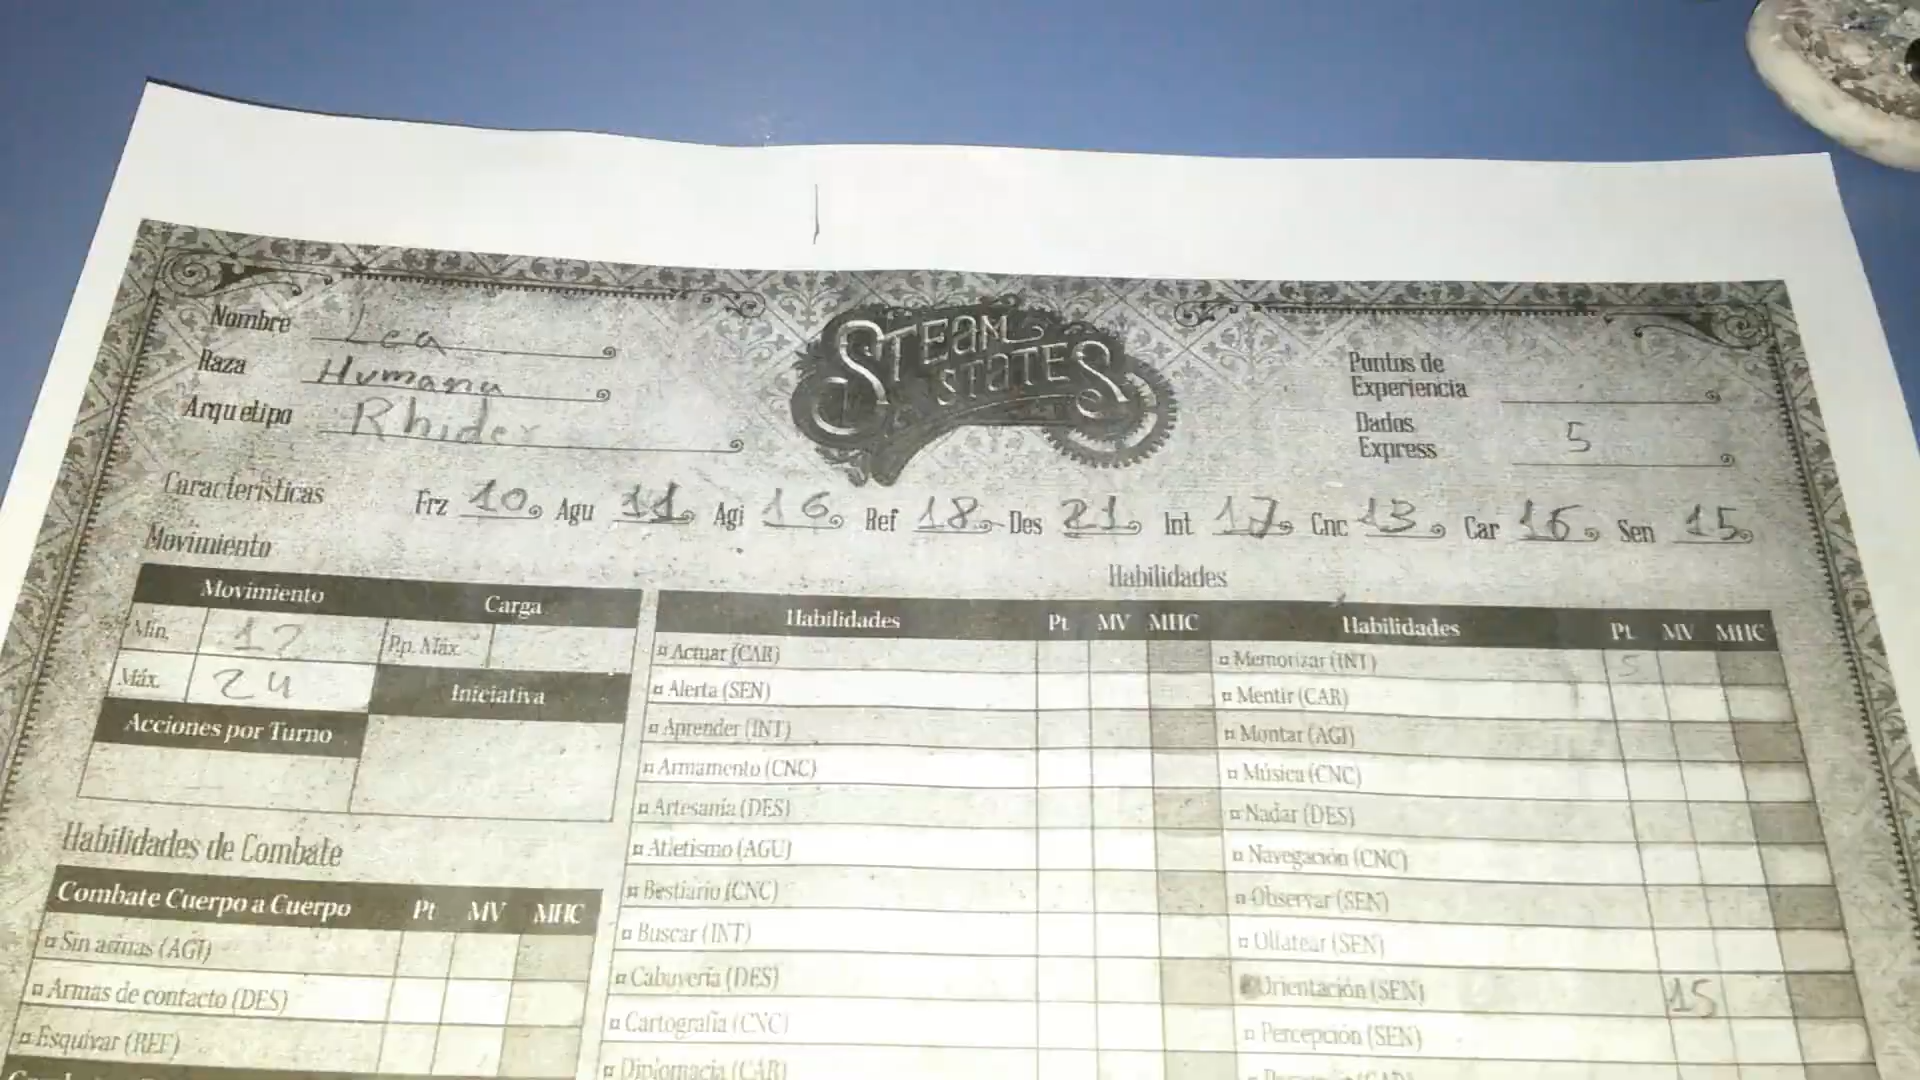 STEAM STATES
Nombre Lea
Raza Humana
Arquetipo Rhider
Puntos de Experiencia
Dados Express 5
Características Frz 10 Agu 11 Agi 16 Ref 18 Des 21 Int 17 Cnc 13 Car 16 Sen 15
Movimiento
Movimiento Carga
Min. 12 Pp. Máx.
Máx. 24 Iniciativa
Acciones por Turno
Habilidades de Combate
Combate Cuerpo a Cuerpo Pt MV MHC
Sin armas (AGI)
Armas de contacto (DES)
Esquivar (REF)
Habilidades
Habilidades Pt MV MHC
Actuar (CAR)
Alerta (SEN)
Aprender (INT)
Armamento (CNC)
Artesanía (DES)
Atletismo (AGU)
Bestiario (CNC)
Buscar (INT)
Cabuyería (DES)
Cartografía (CNC)
Diplomacia (CAR)
Habilidades Pt MV MHC
Memorizar (INT) 5
Mentir (CAR)
Montar (AGI)
Música (CNC)
Nadar (DES)
Navegación (CNC)
Observar (SEN)
Olfatear (SEN)
Orientación (SEN) 15
Percepción (SEN)